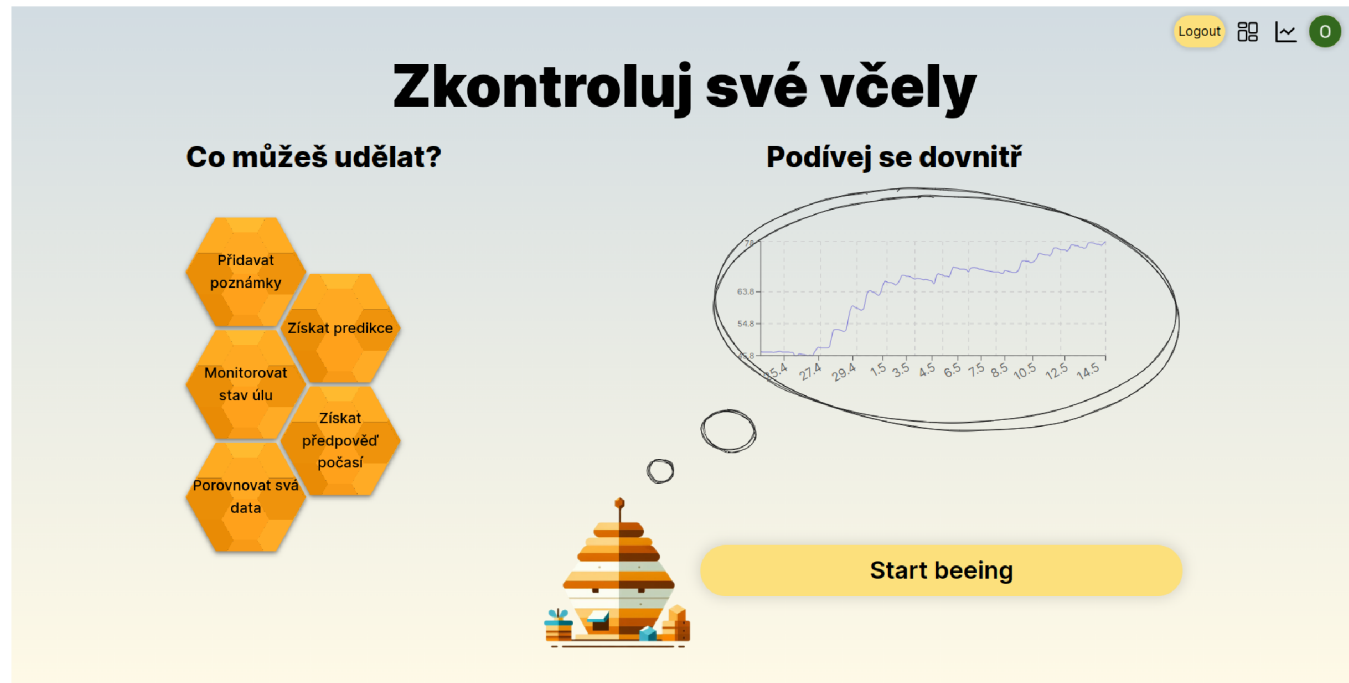 Logout
O
Zkontroluj své včely
Co můžeš udělat?
Přidavat
poznámky
Získat predikce
Monitorovat
stav úlu
Získat
předpověď
počasí
Porovnovat svá
data
Podívej se dovnitř
63.8
54.8
27.4
29.4
1.5
3.5
4.5
6.5
7.5
8.5
10.5
12.5
14.5
Start beeing